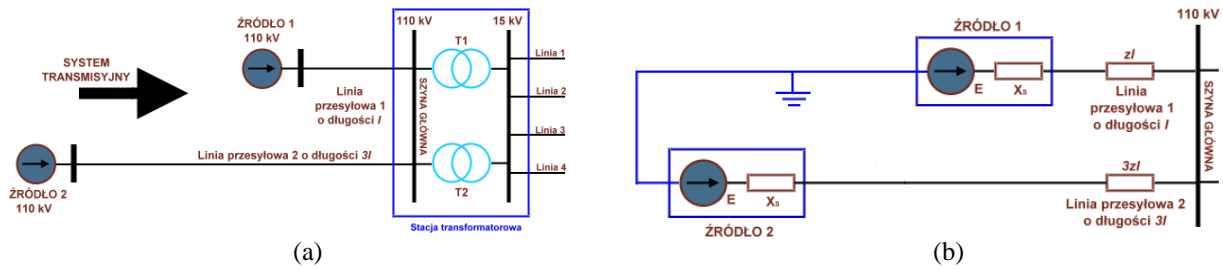 ŹRÓDŁO 1
110 kV
SYSTEM
TRANSMISYJNY
110 kV
15 kV
T1
Linia 1
Linia 2
Linia 3
Linia 4
Linia
przesyłowa 1
o długości l
SZYNA GŁÓWNA
Linia przesyłowa 2 o długości 3l
T2
ŹRÓDŁO 2
110 kV
Stacja transformatorowa
(a)
ŹRÓDŁO 1
110 kV
E
Xs
zl
Linia
przesyłowa 1
o długości l
SZYNA GŁÓWNA
E
Xs
3zl
Linia przesyłowa 2
o długości 3l
ŹRÓDŁO 2
(b)